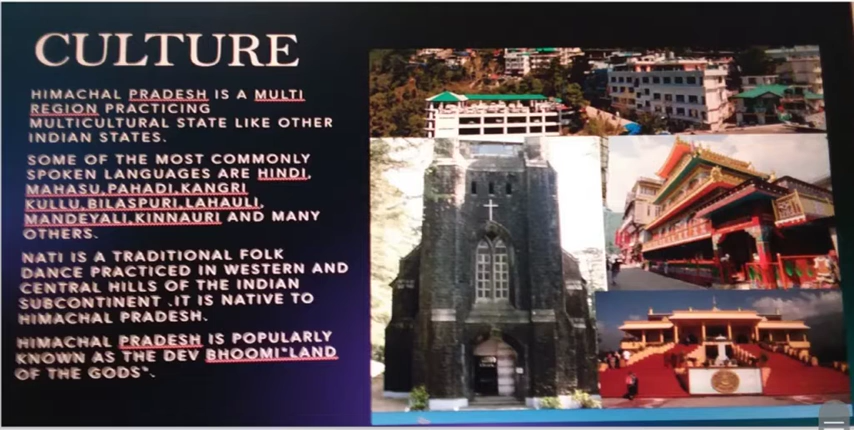 CULTURE
HIMACHAL PRADESH IS A MULTI
REGION PRACTICING
MULTICULTURAL STATE LIKE OTHER
INDIAN STATES.
SOME OF THE MOST COMMONLY
SPOKEN LANGUAGES ARE HINDI,
MAHASU,PAHADI,KANGRI
KULLU,BILASPURI,LAHAULI,
MANDEYALI,KINNAURI AND MANY
OTHERS.
NATI IS A TRADITIONAL FOLK
DANCE PRACTICED IN WESTERN AND
CENTRAL HILLS OF THE INDIAN
SUBCONTINENT .IT IS NATIVE TO
HIMACHAL PRADESH.
HIMACHAL PRADESH IS POPULARLY
KNOWN AS THE DEV BHOOMI"LAND
OF THE GODS".